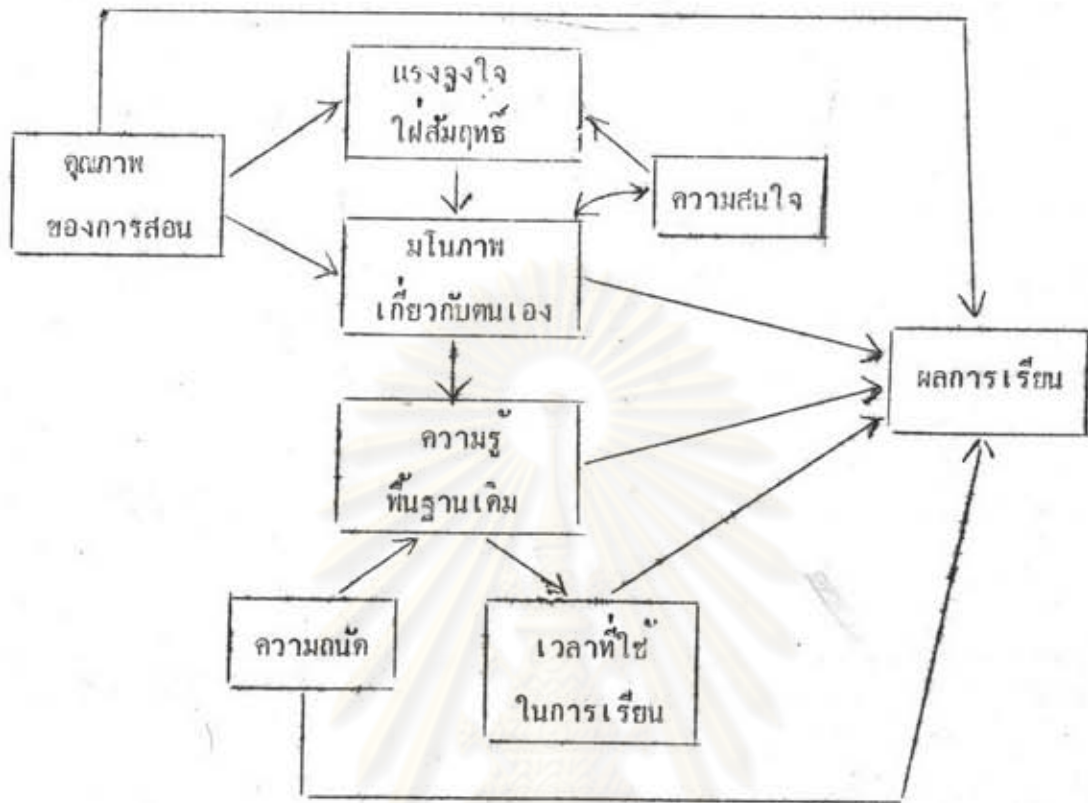 แรงจูงใจ
ใฝ่สัมฤทธิ์
คุณภาพ
ของการสอน
ความสนใจ
มโนภาพ
เกี่ยวกับตนเอง
ผลการเรียน
ความรู้
พื้นฐานเดิม
ความถนัด
เวลาที่ใช้
ในการเรียน